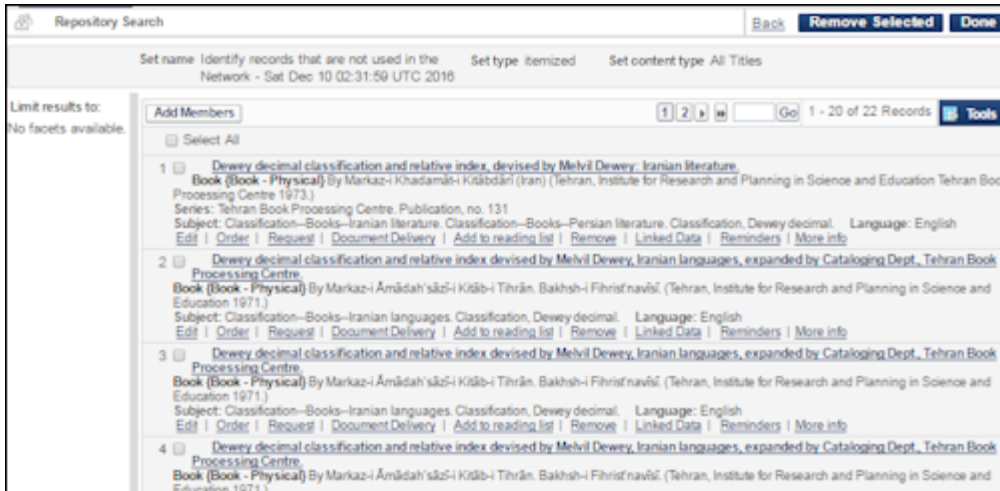 Repository Search
Back Remove Selected Done
Set name Identify records that are not used in the Network - Sat Dec 10 02:31:59 UTC 2016 Set type itemized Set content type All Titles
Limit results to:
No facets available.
Add Members 1 2 Go 1 - 20 of 22 Records Tools
Select All
1 Dewey decimal classification and relative index, devised by Melvil Dewey: Iranian literature.
Book {Book - Physical} By Markaz-i Khadamāt-i Kitābdārī (Iran) (Tehran, Institute for Research and Planning in Science and Education Tehran Boo
Processing Centre 1973.)
Series: Tehran Book Processing Centre. Publication, no. 131
Subject: Classification--Books--Iranian literature. Classification--Books--Persian literature. Classification, Dewey decimal. Language: English
Edit | Order | Request | Document Delivery | Add to reading list | Remove | Linked Data | Reminders | More info
2 Dewey decimal classification and relative index devised by Melvil Dewey, Iranian languages, expanded by Cataloging Dept., Tehran Book
Processing Centre.
Book {Book - Physical} By Markaz-i Āmādah'sāzī-i Kitāb-i Tihrān. Bakhsh-i Fihrist'navīsī. (Tehran, Institute for Research and Planning in Science and
Education 1971.)
Subject: Classification--Books--Iranian languages. Classification, Dewey decimal. Language: English
Edit | Order | Request | Document Delivery | Add to reading list | Remove | Linked Data | Reminders | More info
3 Dewey decimal classification and relative index devised by Melvil Dewey, Iranian languages, expanded by Cataloging Dept., Tehran Book
Processing Centre.
Book {Book - Physical} By Markaz-i Āmādah'sāzī-i Kitāb-i Tihrān. Bakhsh-i Fihrist'navīsī. (Tehran, Institute for Research and Planning in Science and
Education 1971.)
Subject: Classification--Books--Iranian languages. Classification, Dewey decimal. Language: English
Edit | Order | Request | Document Delivery | Add to reading list | Remove | Linked Data | Reminders | More info
4 Dewey decimal classification and relative index devised by Melvil Dewey, Iranian languages, expanded by Cataloging Dept., Tehran Book
Processing Centre.
Book {Book - Physical} By Markaz-i Āmādah'sāzī-i Kitāb-i Tihrān. Bakhsh-i Fihrist'navīsī. (Tehran, Institute for Research and Planning in Science and
Education 1971.)